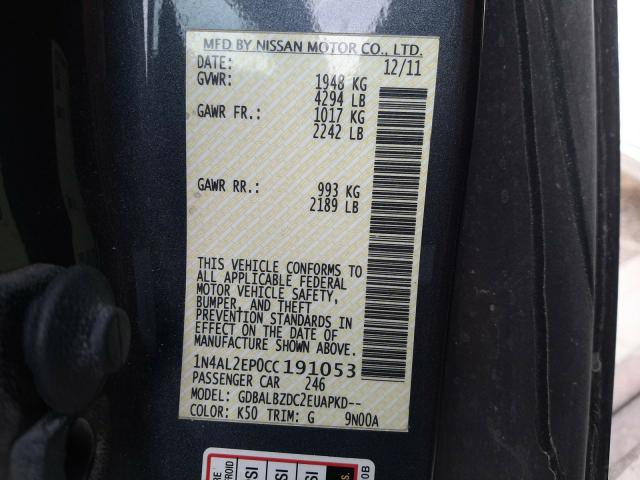 MFD BY NISSAN MOTOR CO., LTD.
DATE: 12/11
GVWR: 1948 KG
4294 LB
GAWR FR.: 1017 KG
2242 LB
GAWR RR.: 993 KG
2189 LB
THIS VEHICLE CONFORMS TO
ALL APPLICABLE FEDERAL
MOTOR VEHICLE SAFETY,
BUMPER, AND THEFT
PREVENTION STANDARDS IN
EFFECT ON THE DATE OF
MANUFACTURE SHOWN ABOVE.
1N4AL2EP0CC191053
PASSENGER CAR 246
MODEL: GDBALBZDC2EUAPKD--
COLOR: K50 TRIM: G 9N00A